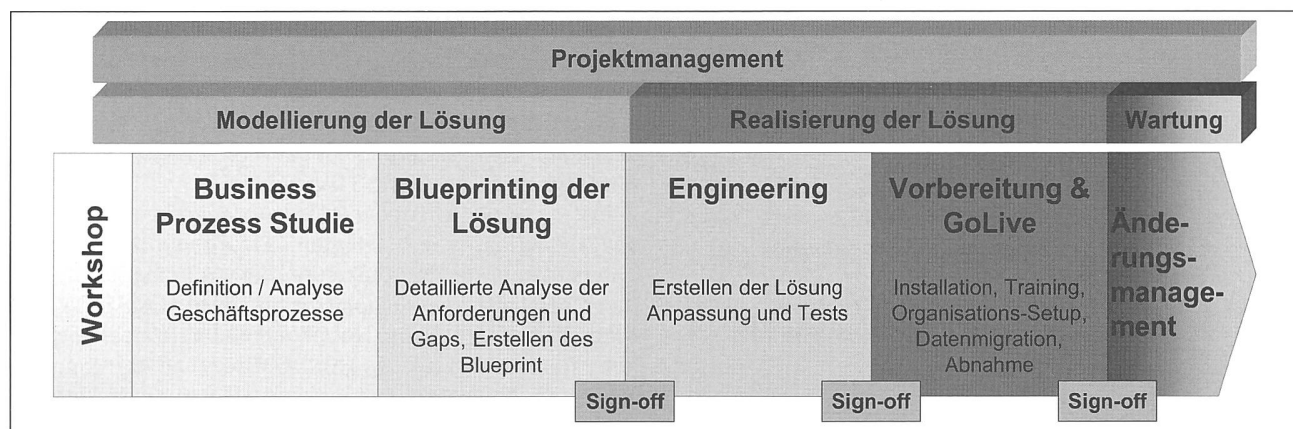 Projektmanagement
Modellierung der Lösung
Realisierung der Lösung
Wartung
Workshop
Business
Prozess Studie
Definition / Analyse
Geschäftsprozesse
Blueprinting der
Lösung
Detaillierte Analyse der
Anforderungen und
Gaps, Erstellen des
Blueprint
Engineering
Erstellen der Lösung
Anpassung und Tests
Vorbereitung &
GoLive
Installation, Training,
Organisations-Setup,
Datenmigration,
Abnahme
Ände-
rungs-
manage-
ment
Sign-off
Sign-off
Sign-off